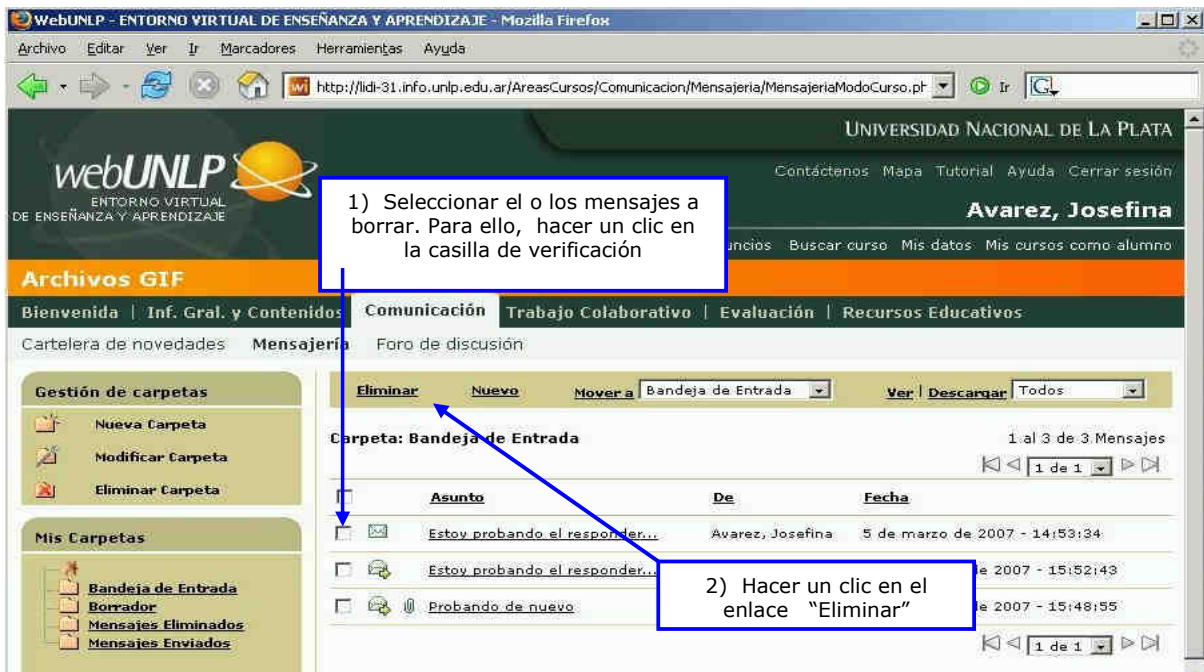 WebUNLP - ENTORNO VIRTUAL DE ENSEÑANZA Y APRENDIZAJE - Mozilla Firefox
Archivo Editar Ver Ir Marcadores Herramientas Ayuda
http://lidi-31.info.unlp.edu.ar/AreasCursos/Comunicacion/Mensajeria/MensajeriaModoCurso.ph Ir
UNIVERSIDAD NACIONAL DE LA PLATA
webUNLP
ENTORNO VIRTUAL
DE ENSEÑANZA Y APRENDIZAJE
Contáctenos Mapa Tutorial Ayuda Cerrar sesión
Avarez, Josefina
uncios Buscar curso Mis datos Mis cursos como alumno
1) Seleccionar el o los mensajes a
borrar. Para ello, hacer un clic en
la casilla de verificación
Archivos GIF
Bienvenida | Inf. Gral. y Contenidos Comunicación Trabajo Colaborativo | Evaluación | Recursos Educativos
Cartelera de novedades Mensajería Foro de discusión
Gestión de carpetas
Nueva Carpeta
Modificar Carpeta
Eliminar Carpeta
Mis Carpetas
Bandeja de Entrada
Borrador
Mensajes Eliminados
Mensajes Enviados
Eliminar Nuevo Mover a Bandeja de Entrada Ver | Descargar Todos
Carpeta: Bandeja de Entrada 1 al 3 de 3 Mensajes
1 de 1
Asunto De Fecha
Estoy probando el responder... Avarez, Josefina 5 de marzo de 2007 - 14:53:34
Estoy probando el responder... de 2007 - 15:52:43
Probando de nuevo de 2007 - 15:48:55
2) Hacer un clic en el
enlace “Eliminar”
1 de 1